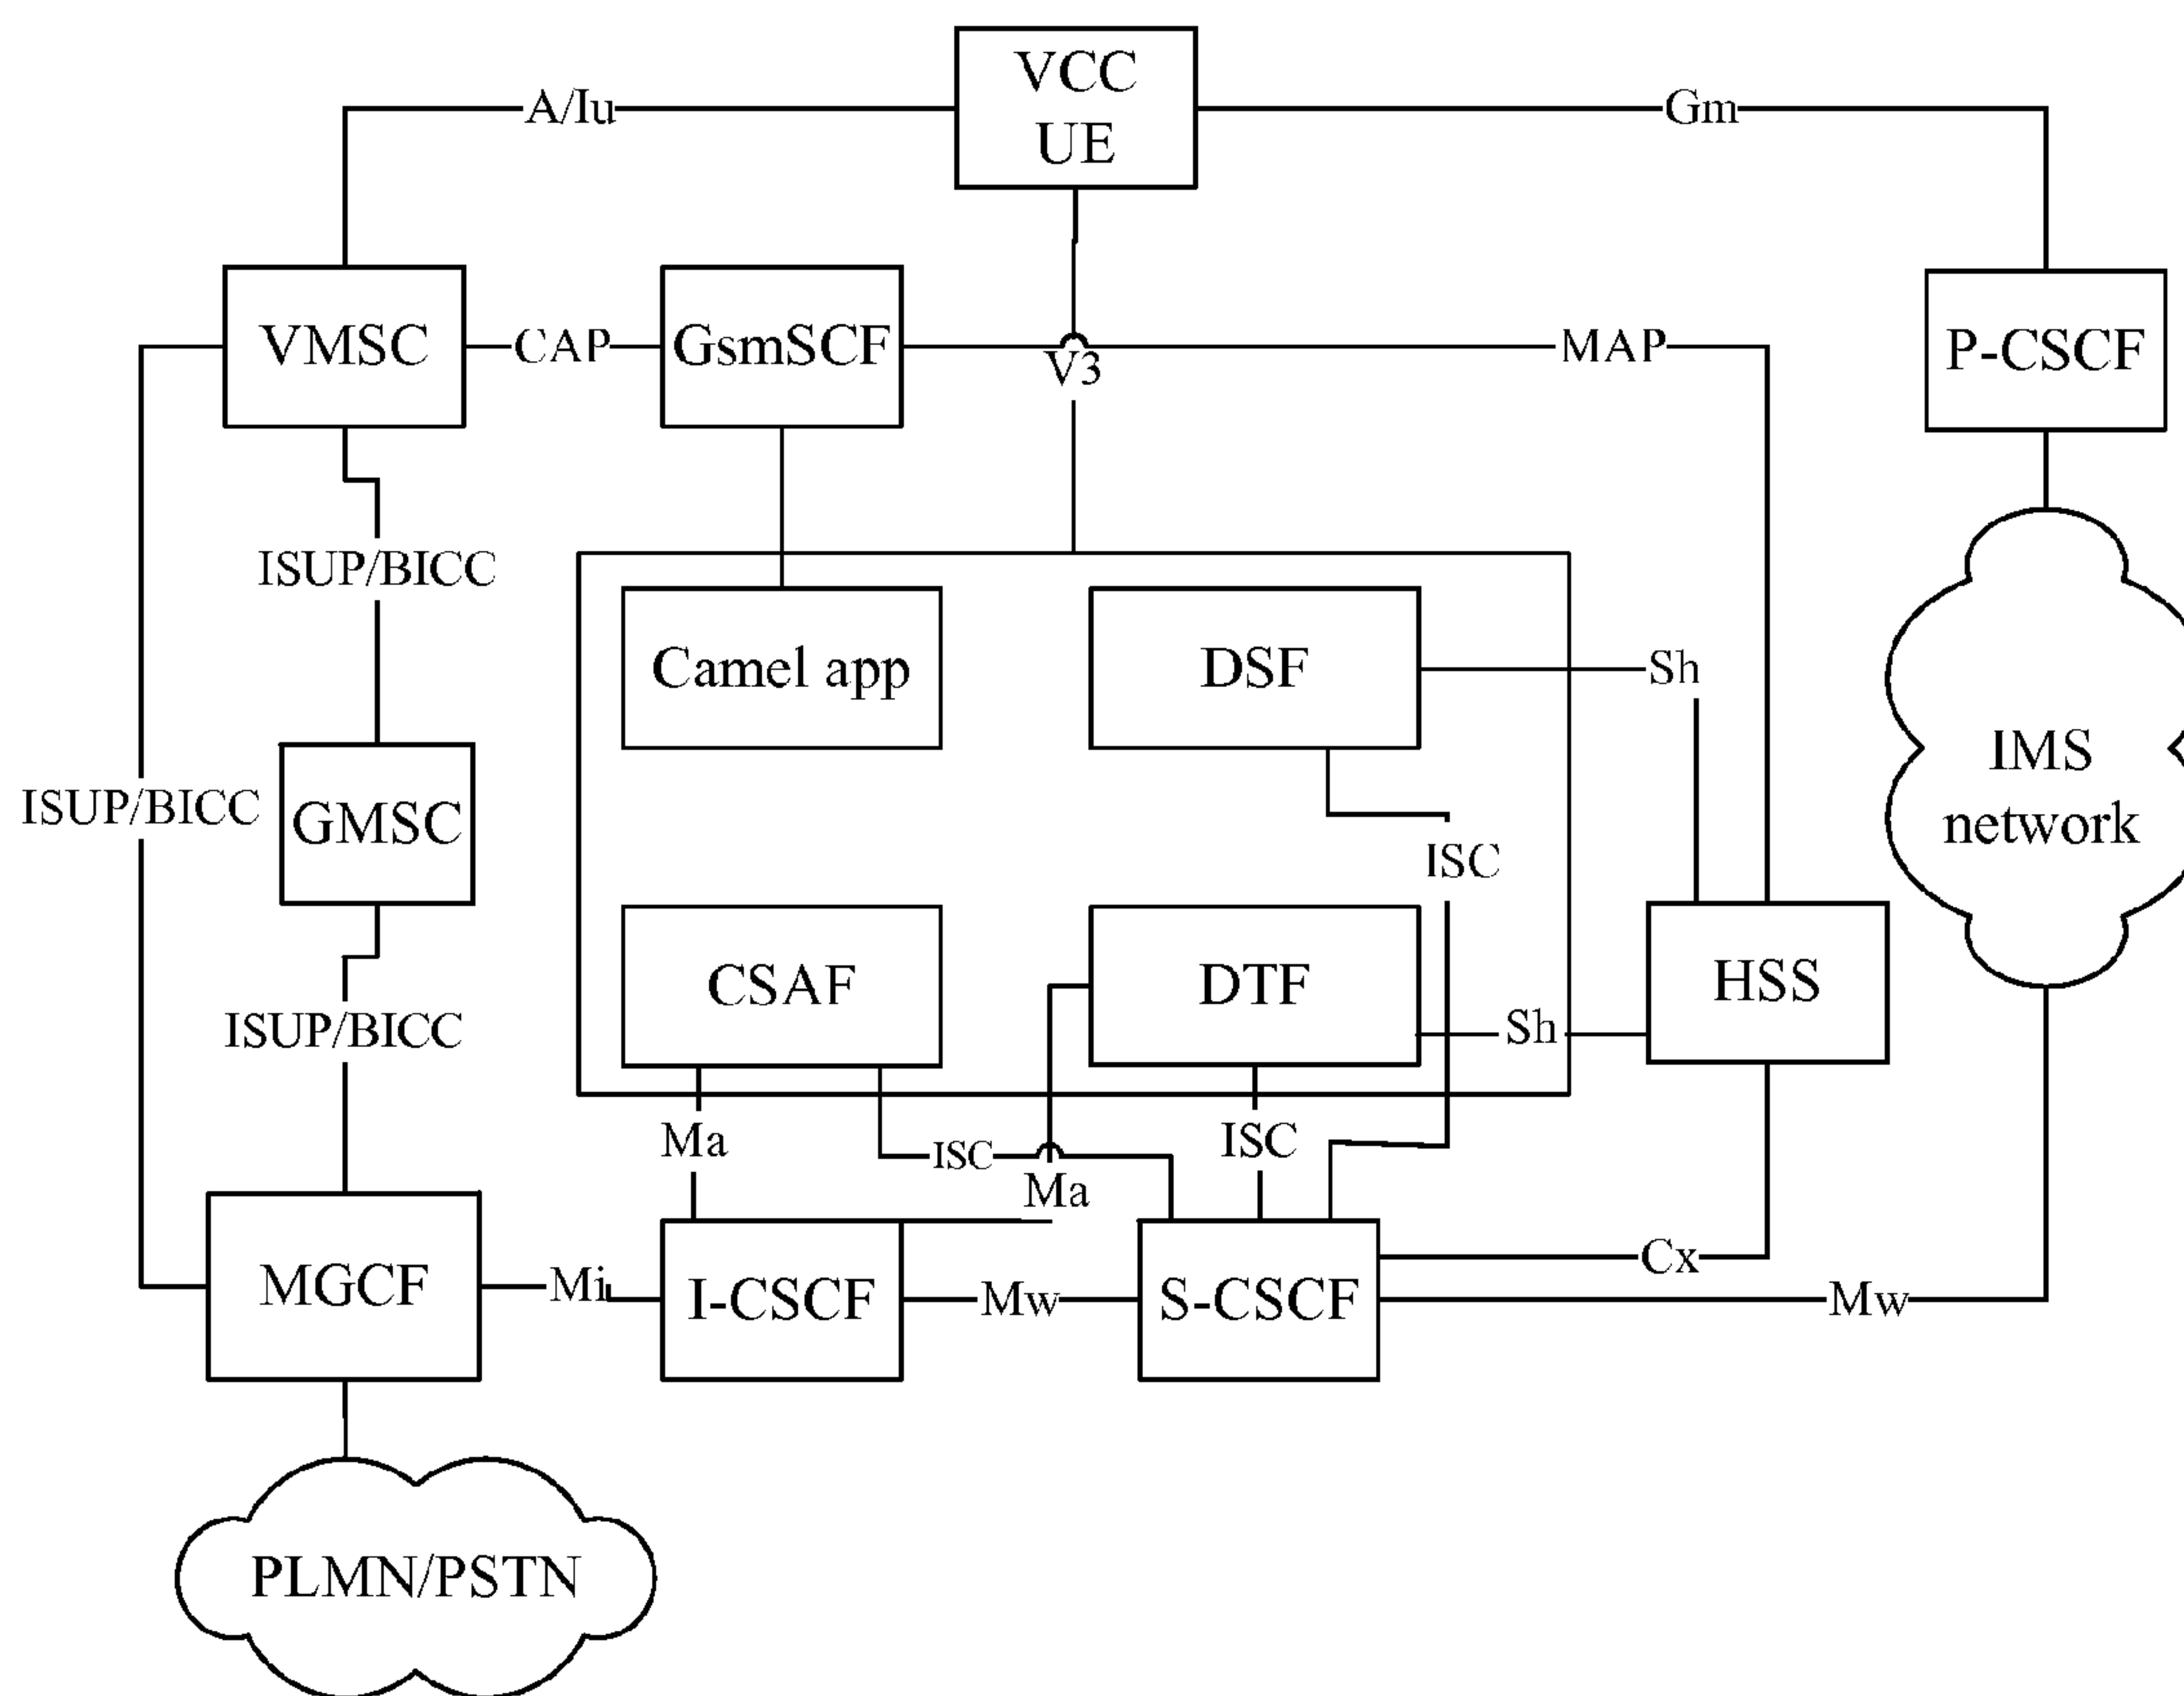 VCC
UE
A/Iu
Gm
VMSC
CAP
GsmSCF
V3
MAP
P-CSCF
ISUP/BICC
Camel app
DSF
Sh
IMS
network
ISUP/BICC
GMSC
ISC
CSAF
DTF
HSS
Sh
ISUP/BICC
Ma
ISC
ISC
Ma
MGCF
Mi
I-CSCF
Mw
S-CSCF
Cx
Mw
PLMN/PSTN